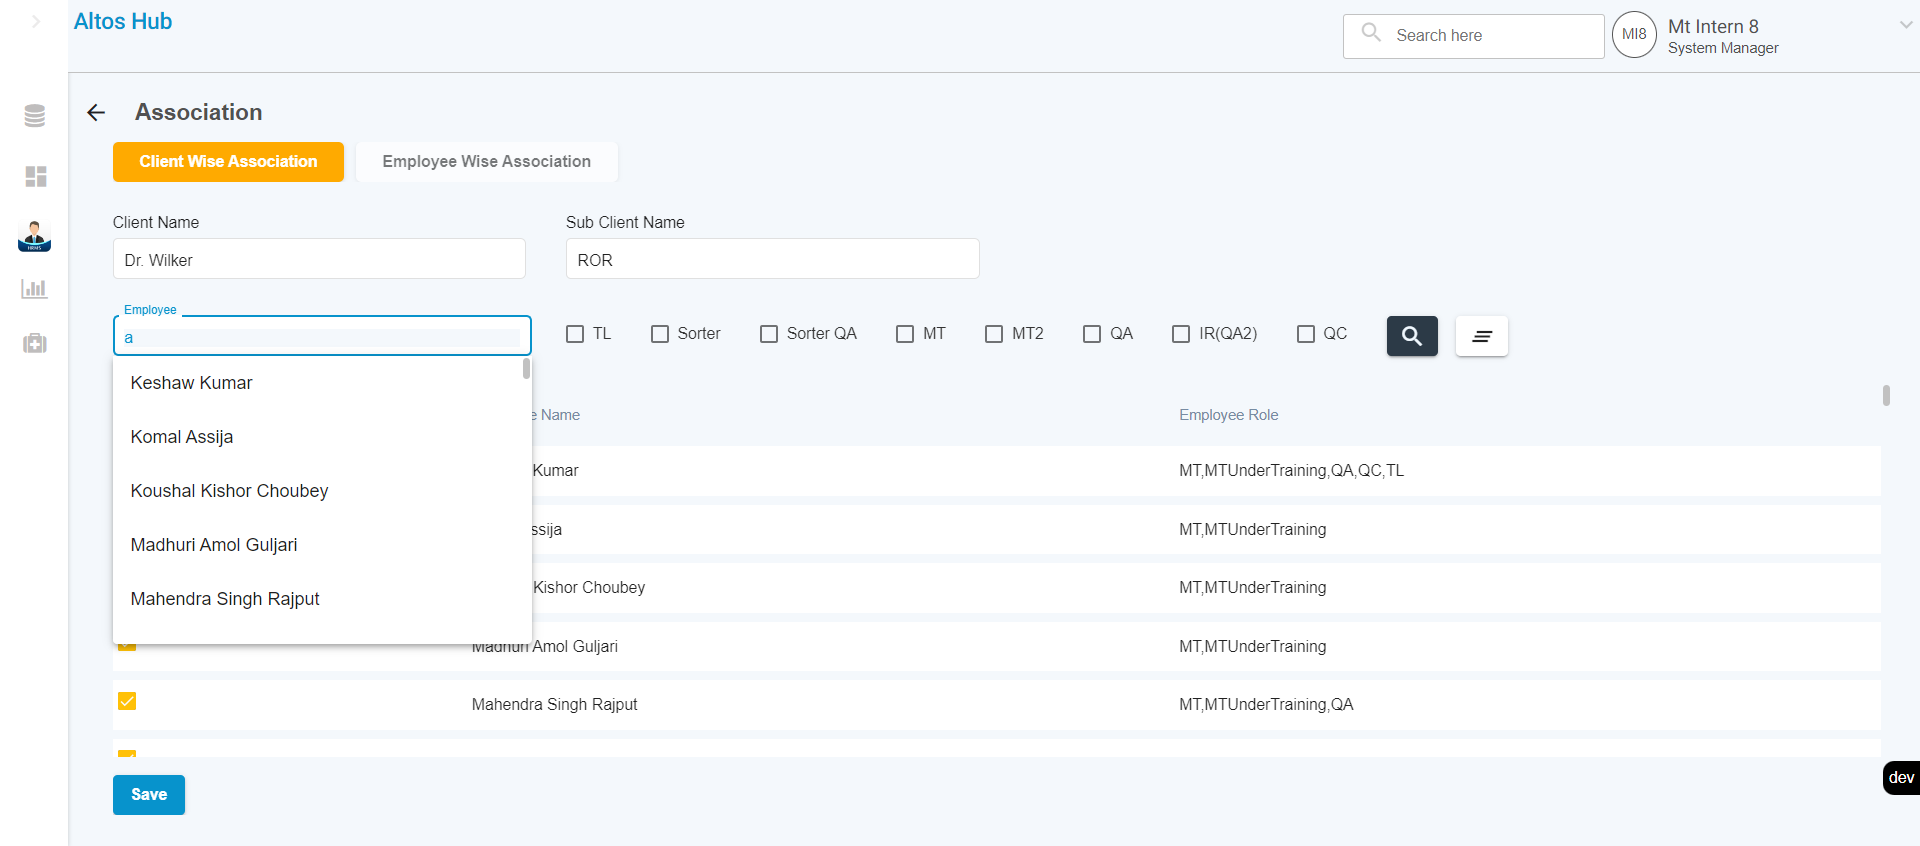 Altos Hub
Search here
MI8
Mt Intern 8
System Manager
Association
Client Wise Association
Employee Wise Association
HRMS
Client Name
Sub Client Name
Dr. Wilker
ROR
Employee
a
TL
Sorter
Sorter QA
MT
MT2
QA
IR(QA2)
QC
Keshaw Kumar
Komal Assija
Koushal Kishor Choubey
Madhuri Amol Guljari
Mahendra Singh Rajput
e Name
Employee Role
Kumar
MT,MTUnderTraining,QA,QC,TL
ssija
MT,MTUnderTraining
Kishor Choubey
MT,MTUnderTraining
Madhuri Amol Guljari
MT,MTUnderTraining
Mahendra Singh Rajput
MT,MTUnderTraining,QA
dev
Save